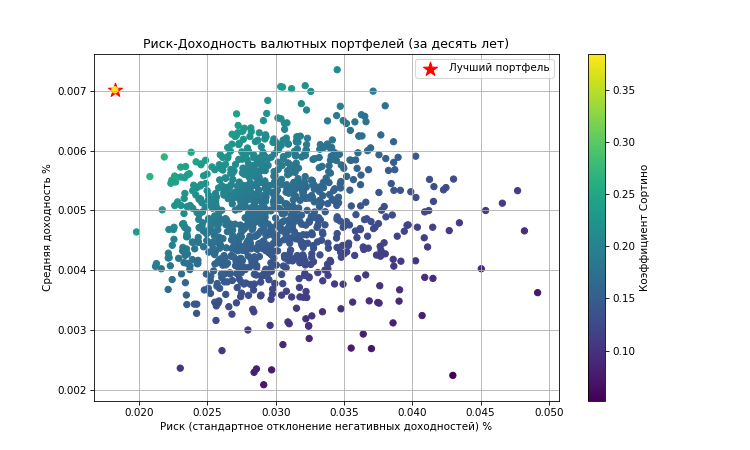 Риск-Доходность валютных портфелей (за десять лет)
Лучший портфель
0.007
0.006
0.005
0.004
0.003
0.002
Средняя доходность %
0.020 0.025 0.030 0.035 0.040 0.045 0.050
Риск (стандартное отклонение негативных доходностей) %
0.35
0.30
0.25
0.20
0.15
0.10
Коэффициент Сортино